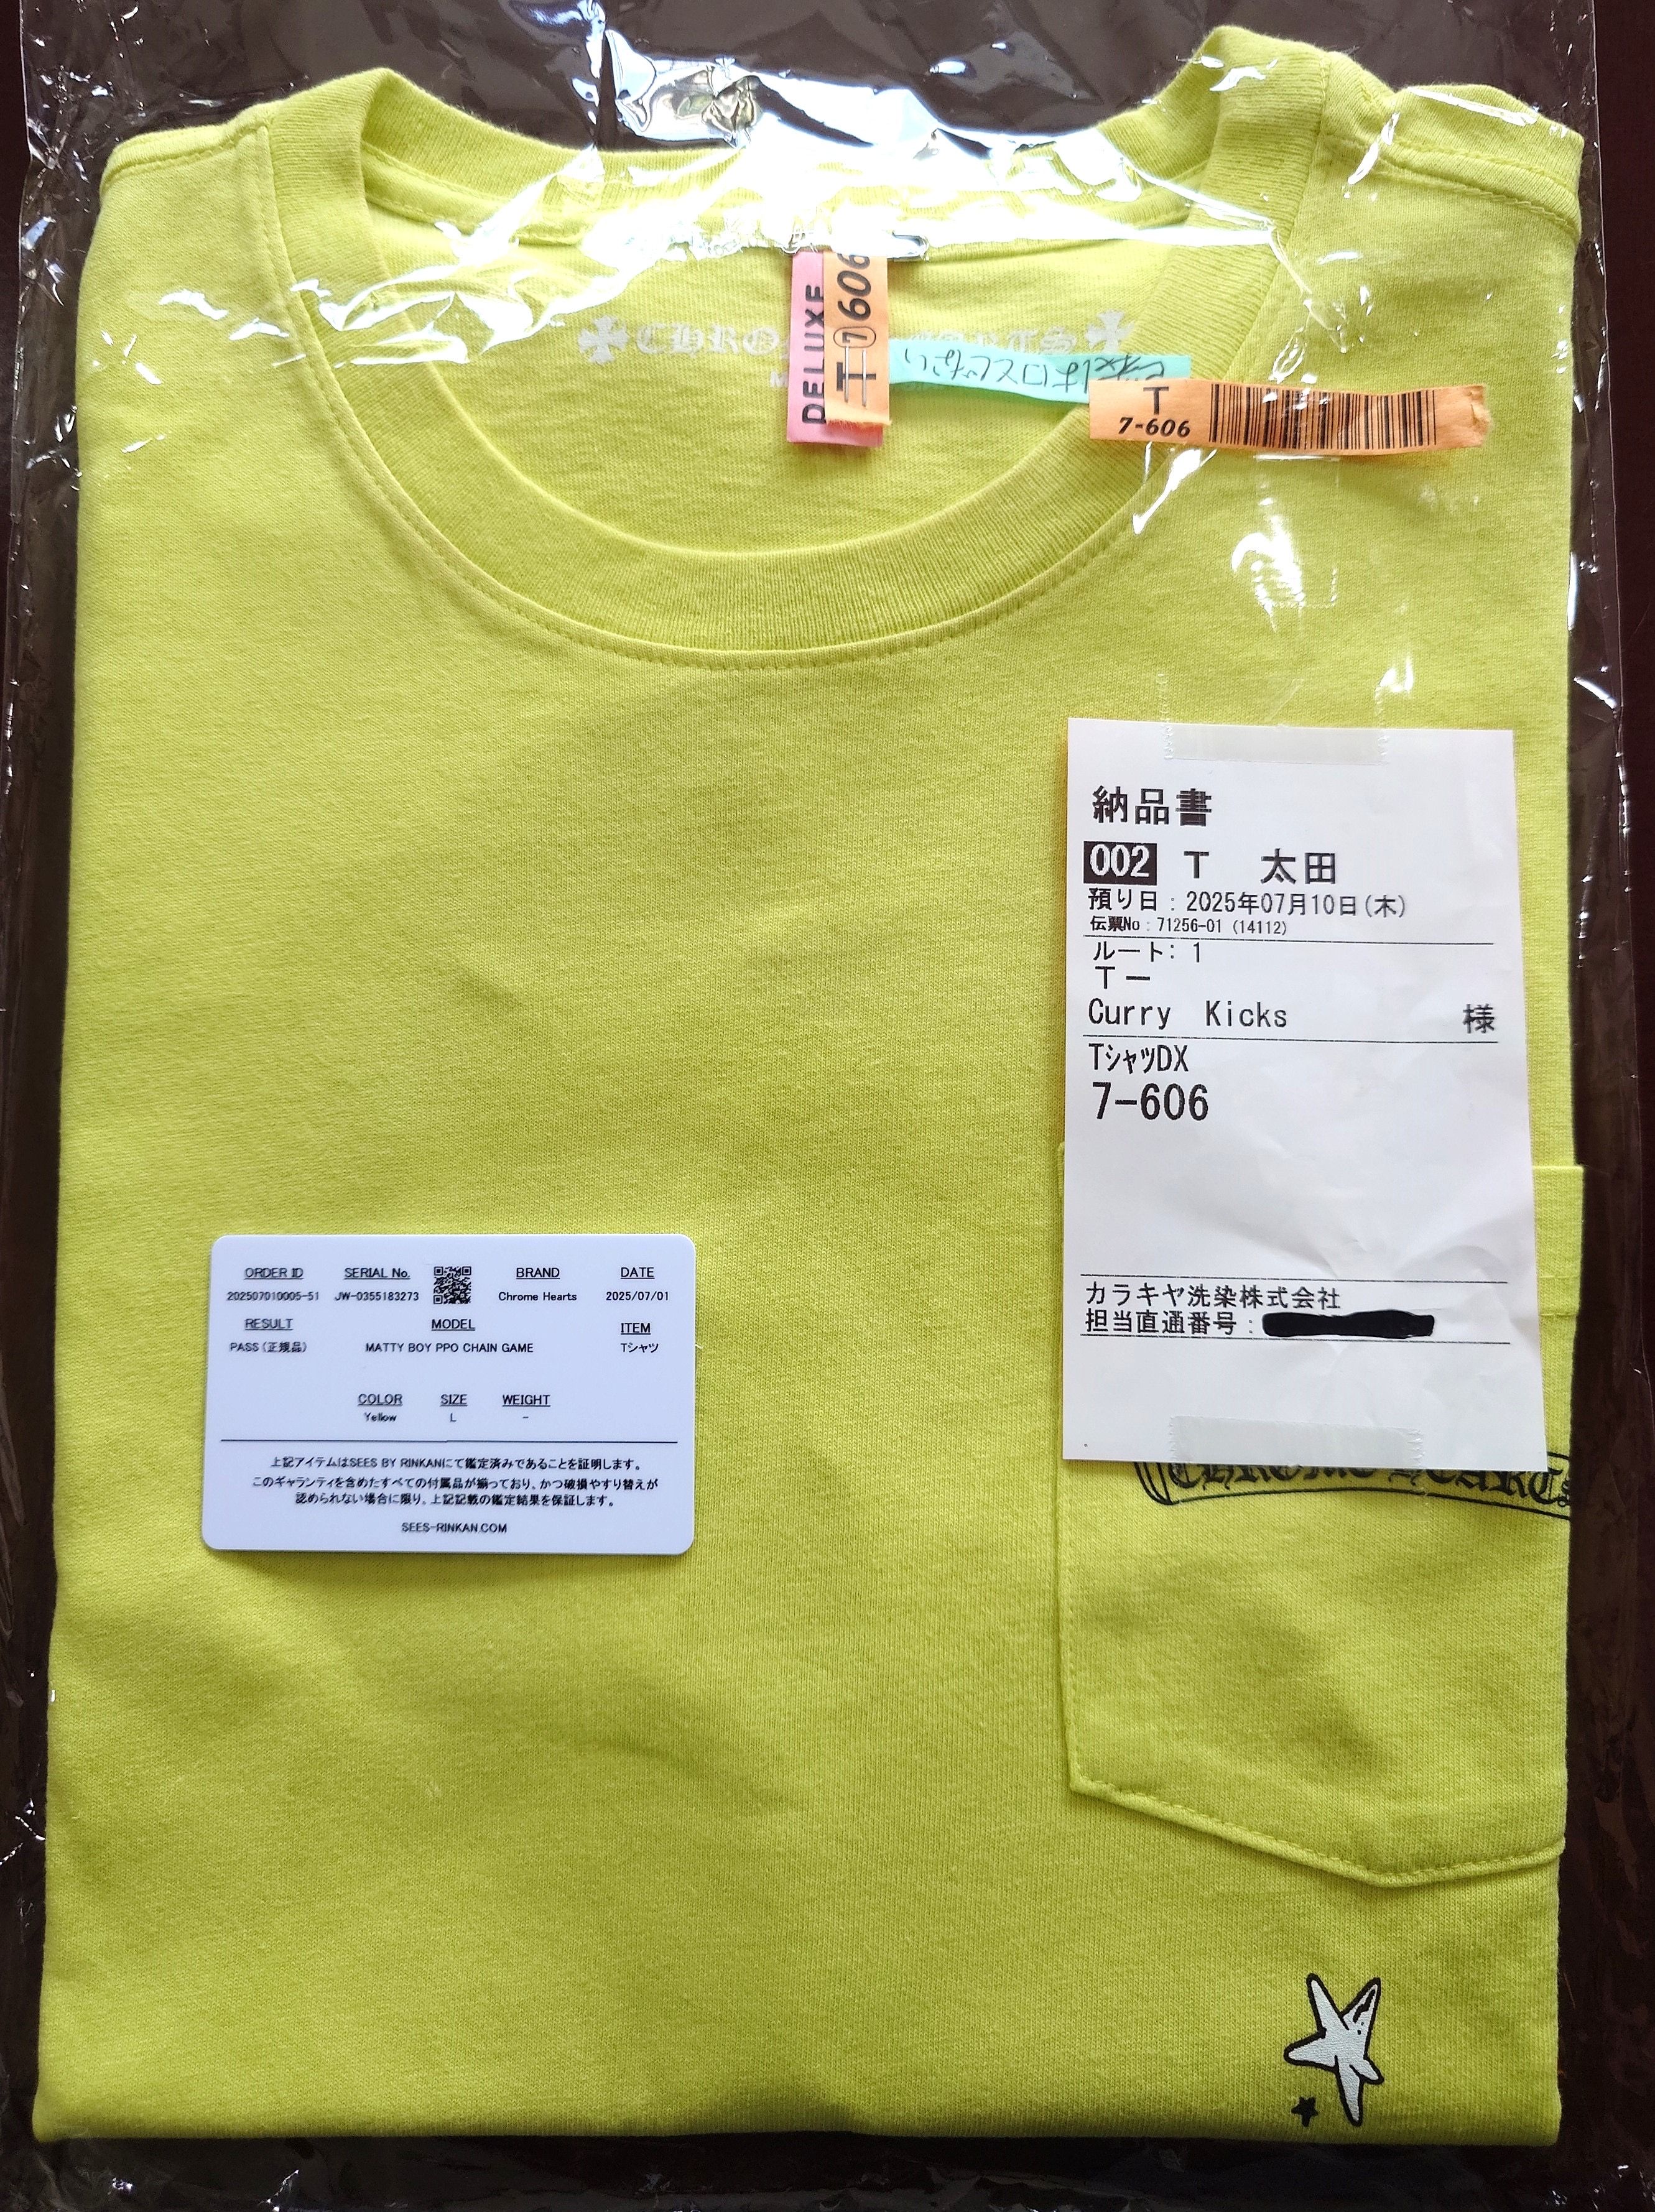 DELUXE
T 7 606
T
7-606
納品書
002 T 太田
預り日:2025年07月10日(木)
伝票No:71256-01 (14112)
ルート: 1
Tー
Curry Kicks 様
TシャツDX
7-606
カラキヤ洗染株式会社
担当直通番号:
ORDER ID SERIAL No. BRAND DATE
202507010005-51 JW-0355183273 Chrome Hearts 2025/07/01
RESULT MODEL ITEM
PASS(正規品) MATTY BOY PPO CHAIN GAME Tシャツ
COLOR SIZE WEIGHT
Yellow L -
上記アイテムはSEES BY RINKANにて鑑定済みであることを証明します。
このギャランティを含めたすべての付属品が揃っており、かつ破損やすり替えが
認められない場合に限り、上記記載の鑑定結果を保証します。
SEES-RINKAN.COM
CHROME HEARTS